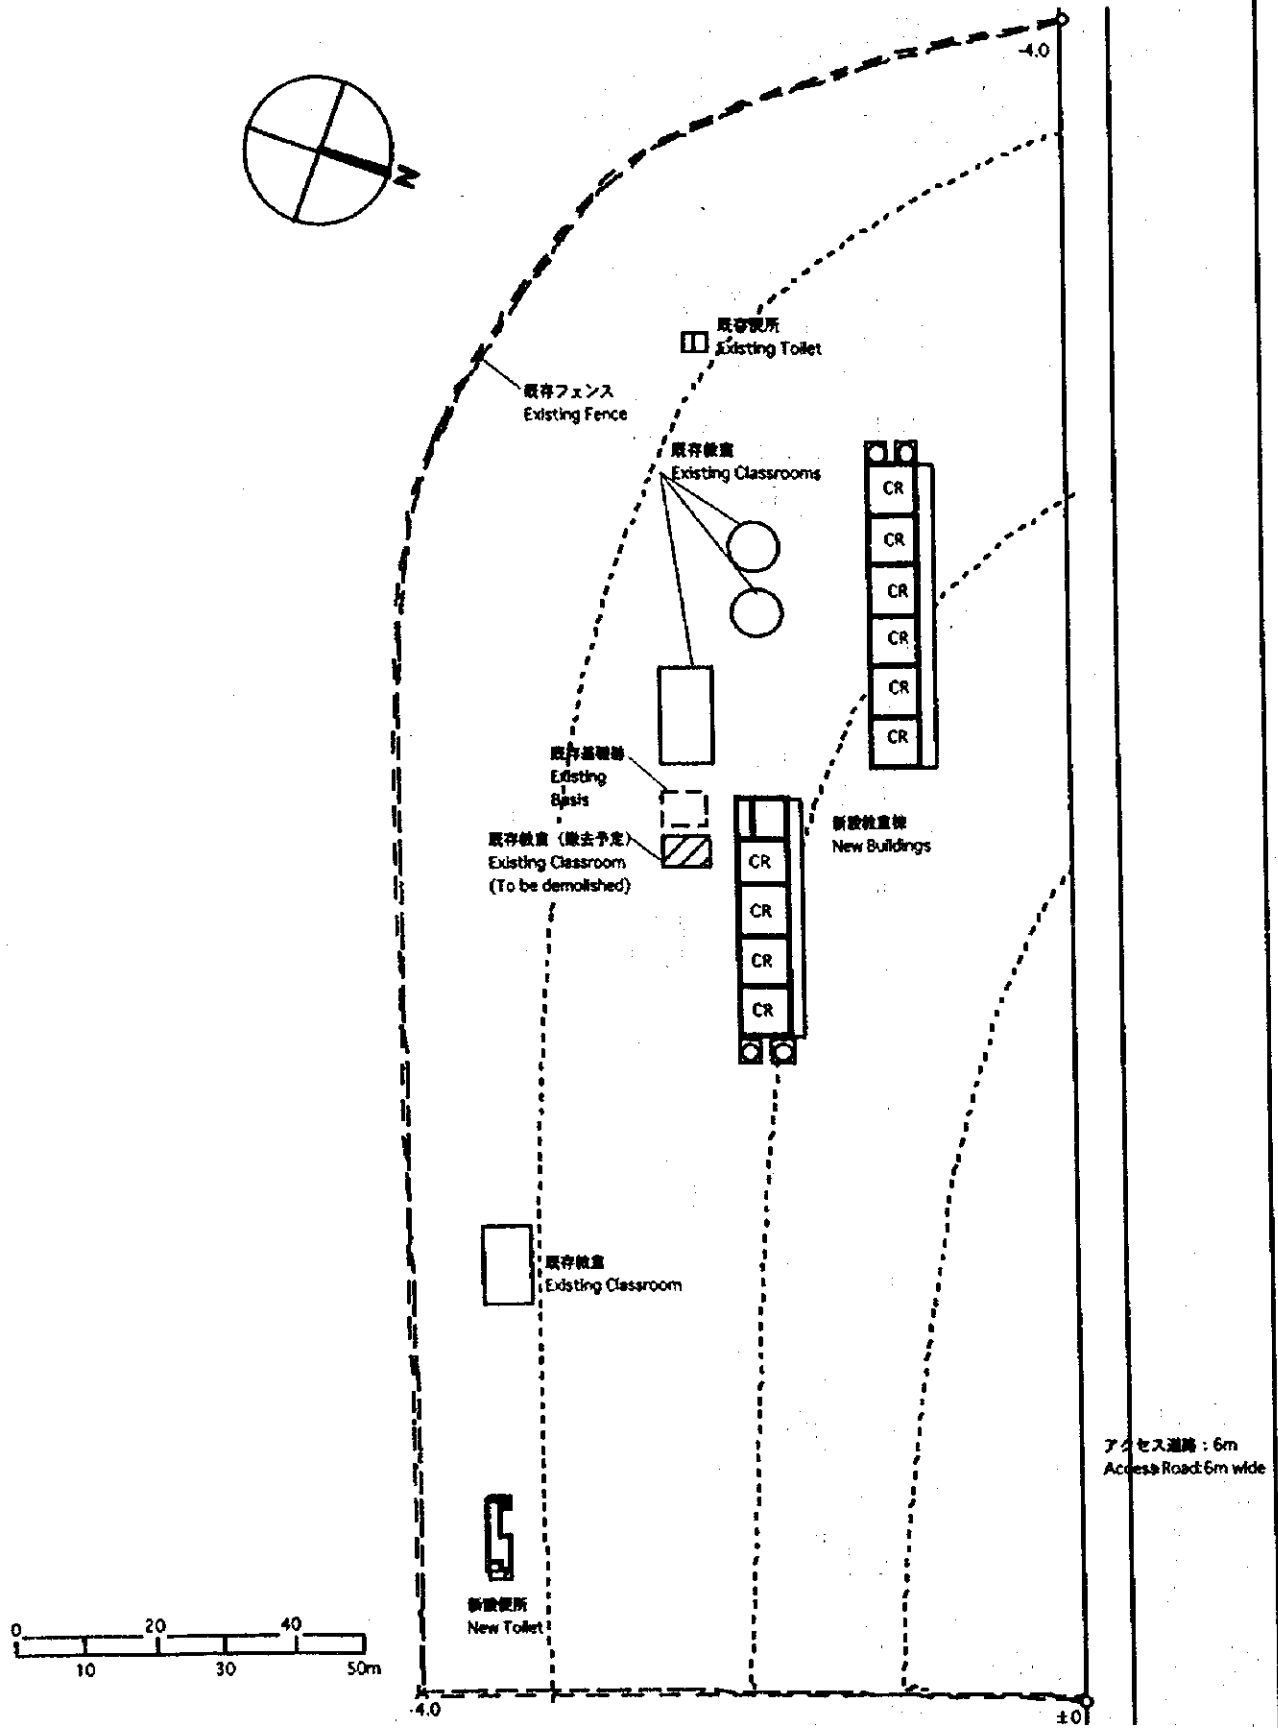 -4.0
N
既存便所
Existing Toilet
既存フェンス
Existing Fence
既存教室
Existing Classrooms
CR
CR
CR
CR
CR
CR
既存基礎
Existing
Basis
既存教室 (撤去予定)
Existing Classroom
(To be demolished)
新設教室棟
New Buildings
CR
CR
CR
CR
既存教室
Existing Classroom
アクセス道路：6m
Access Road:6m wide
新設便所
New Toilet
0 20 40
10 30 50m
-4.0
±0